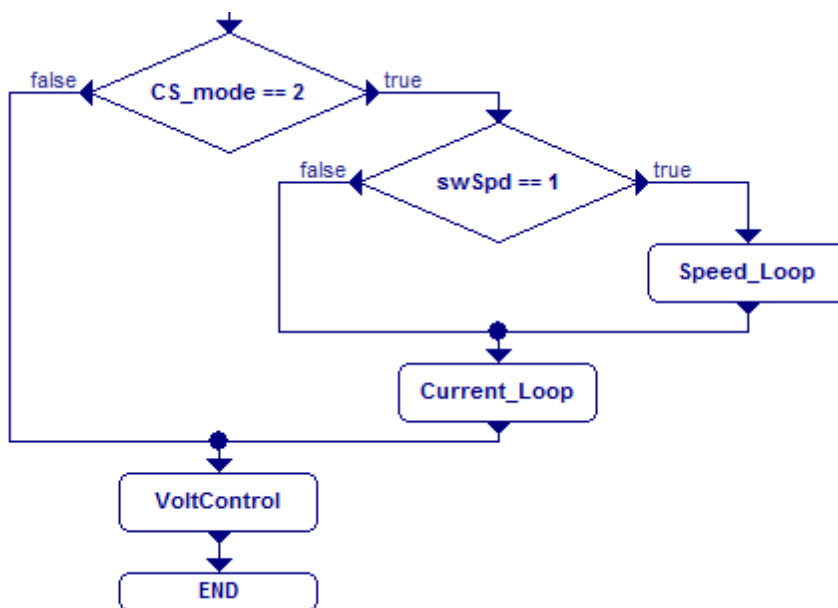 false
CS_mode == 2
true
false
swSpd == 1
true
Speed_Loop
Current_Loop
VoltControl
END